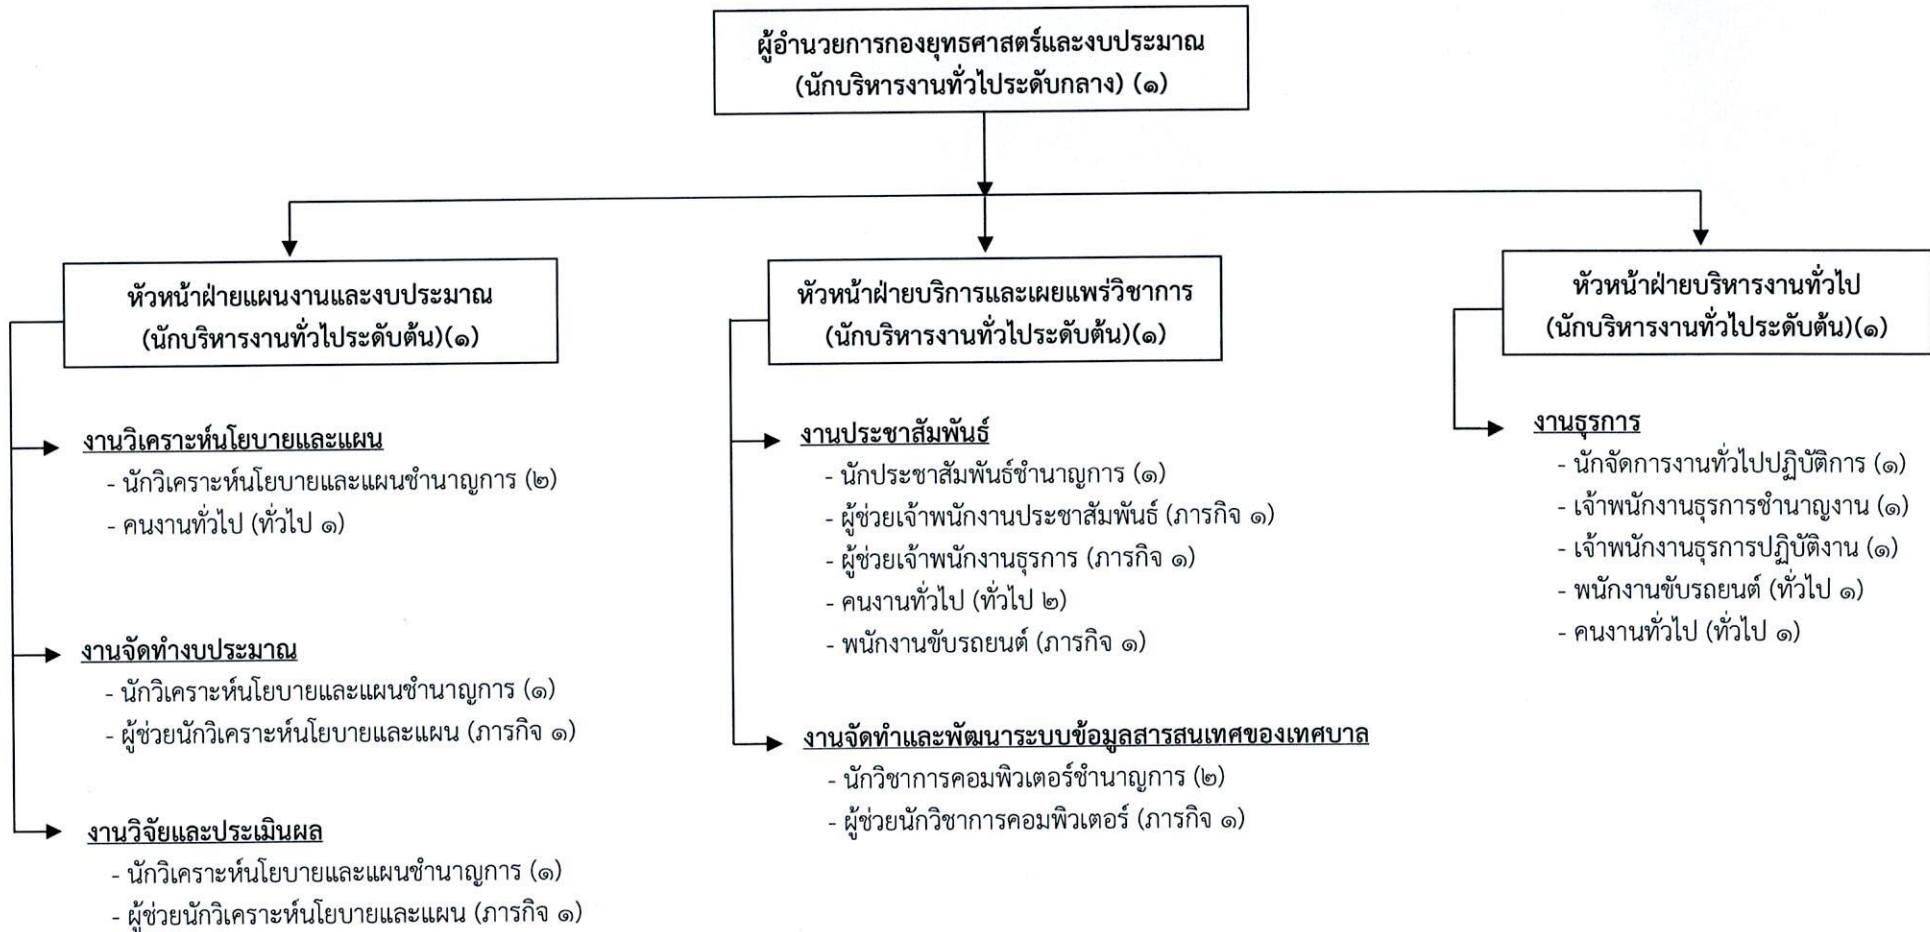 ผู้อำนวยการกองยุทธศาสตร์และงบประมาณ
(นักบริหารงานทั่วไประดับกลาง) (๑)
หัวหน้าฝ่ายแผนงานและงบประมาณ
(นักบริหารงานทั่วไประดับต้น)(๑)
งานวิเคราะห์นโยบายและแผน
- นักวิเคราะห์นโยบายและแผนชำนาญการ (๒)
- คนงานทั่วไป (ทั่วไป ๑)
งานจัดทำงบประมาณ
- นักวิเคราะห์นโยบายและแผนชำนาญการ (๑)
- ผู้ช่วยนักวิเคราะห์นโยบายและแผน (ภารกิจ ๑)
งานวิจัยและประเมินผล
- นักวิเคราะห์นโยบายและแผนชำนาญการ (๑)
- ผู้ช่วยนักวิเคราะห์นโยบายและแผน (ภารกิจ ๑)
หัวหน้าฝ่ายบริการและเผยแพร่วิชาการ
(นักบริหารงานทั่วไประดับต้น)(๑)
งานประชาสัมพันธ์
- นักประชาสัมพันธ์ชำนาญการ (๑)
- ผู้ช่วยเจ้าพนักงานประชาสัมพันธ์ (ภารกิจ ๑)
- ผู้ช่วยเจ้าพนักงานธุรการ (ภารกิจ ๑)
- คนงานทั่วไป (ทั่วไป ๒)
- พนักงานขับรถยนต์ (ภารกิจ ๑)
งานจัดทำและพัฒนาระบบข้อมูลสารสนเทศของเทศบาล
- นักวิชาการคอมพิวเตอร์ชำนาญการ (๒)
- ผู้ช่วยนักวิชาการคอมพิวเตอร์ (ภารกิจ ๑)
หัวหน้าฝ่ายบริหารงานทั่วไป
(นักบริหารงานทั่วไประดับต้น)(๑)
งานธุรการ
- นักจัดการงานทั่วไปปฏิบัติการ (๑)
- เจ้าพนักงานธุรการชำนาญงาน (๑)
- เจ้าพนักงานธุรการปฏิบัติงาน (๑)
- พนักงานขับรถยนต์ (ทั่วไป ๑)
- คนงานทั่วไป (ทั่วไป ๑)